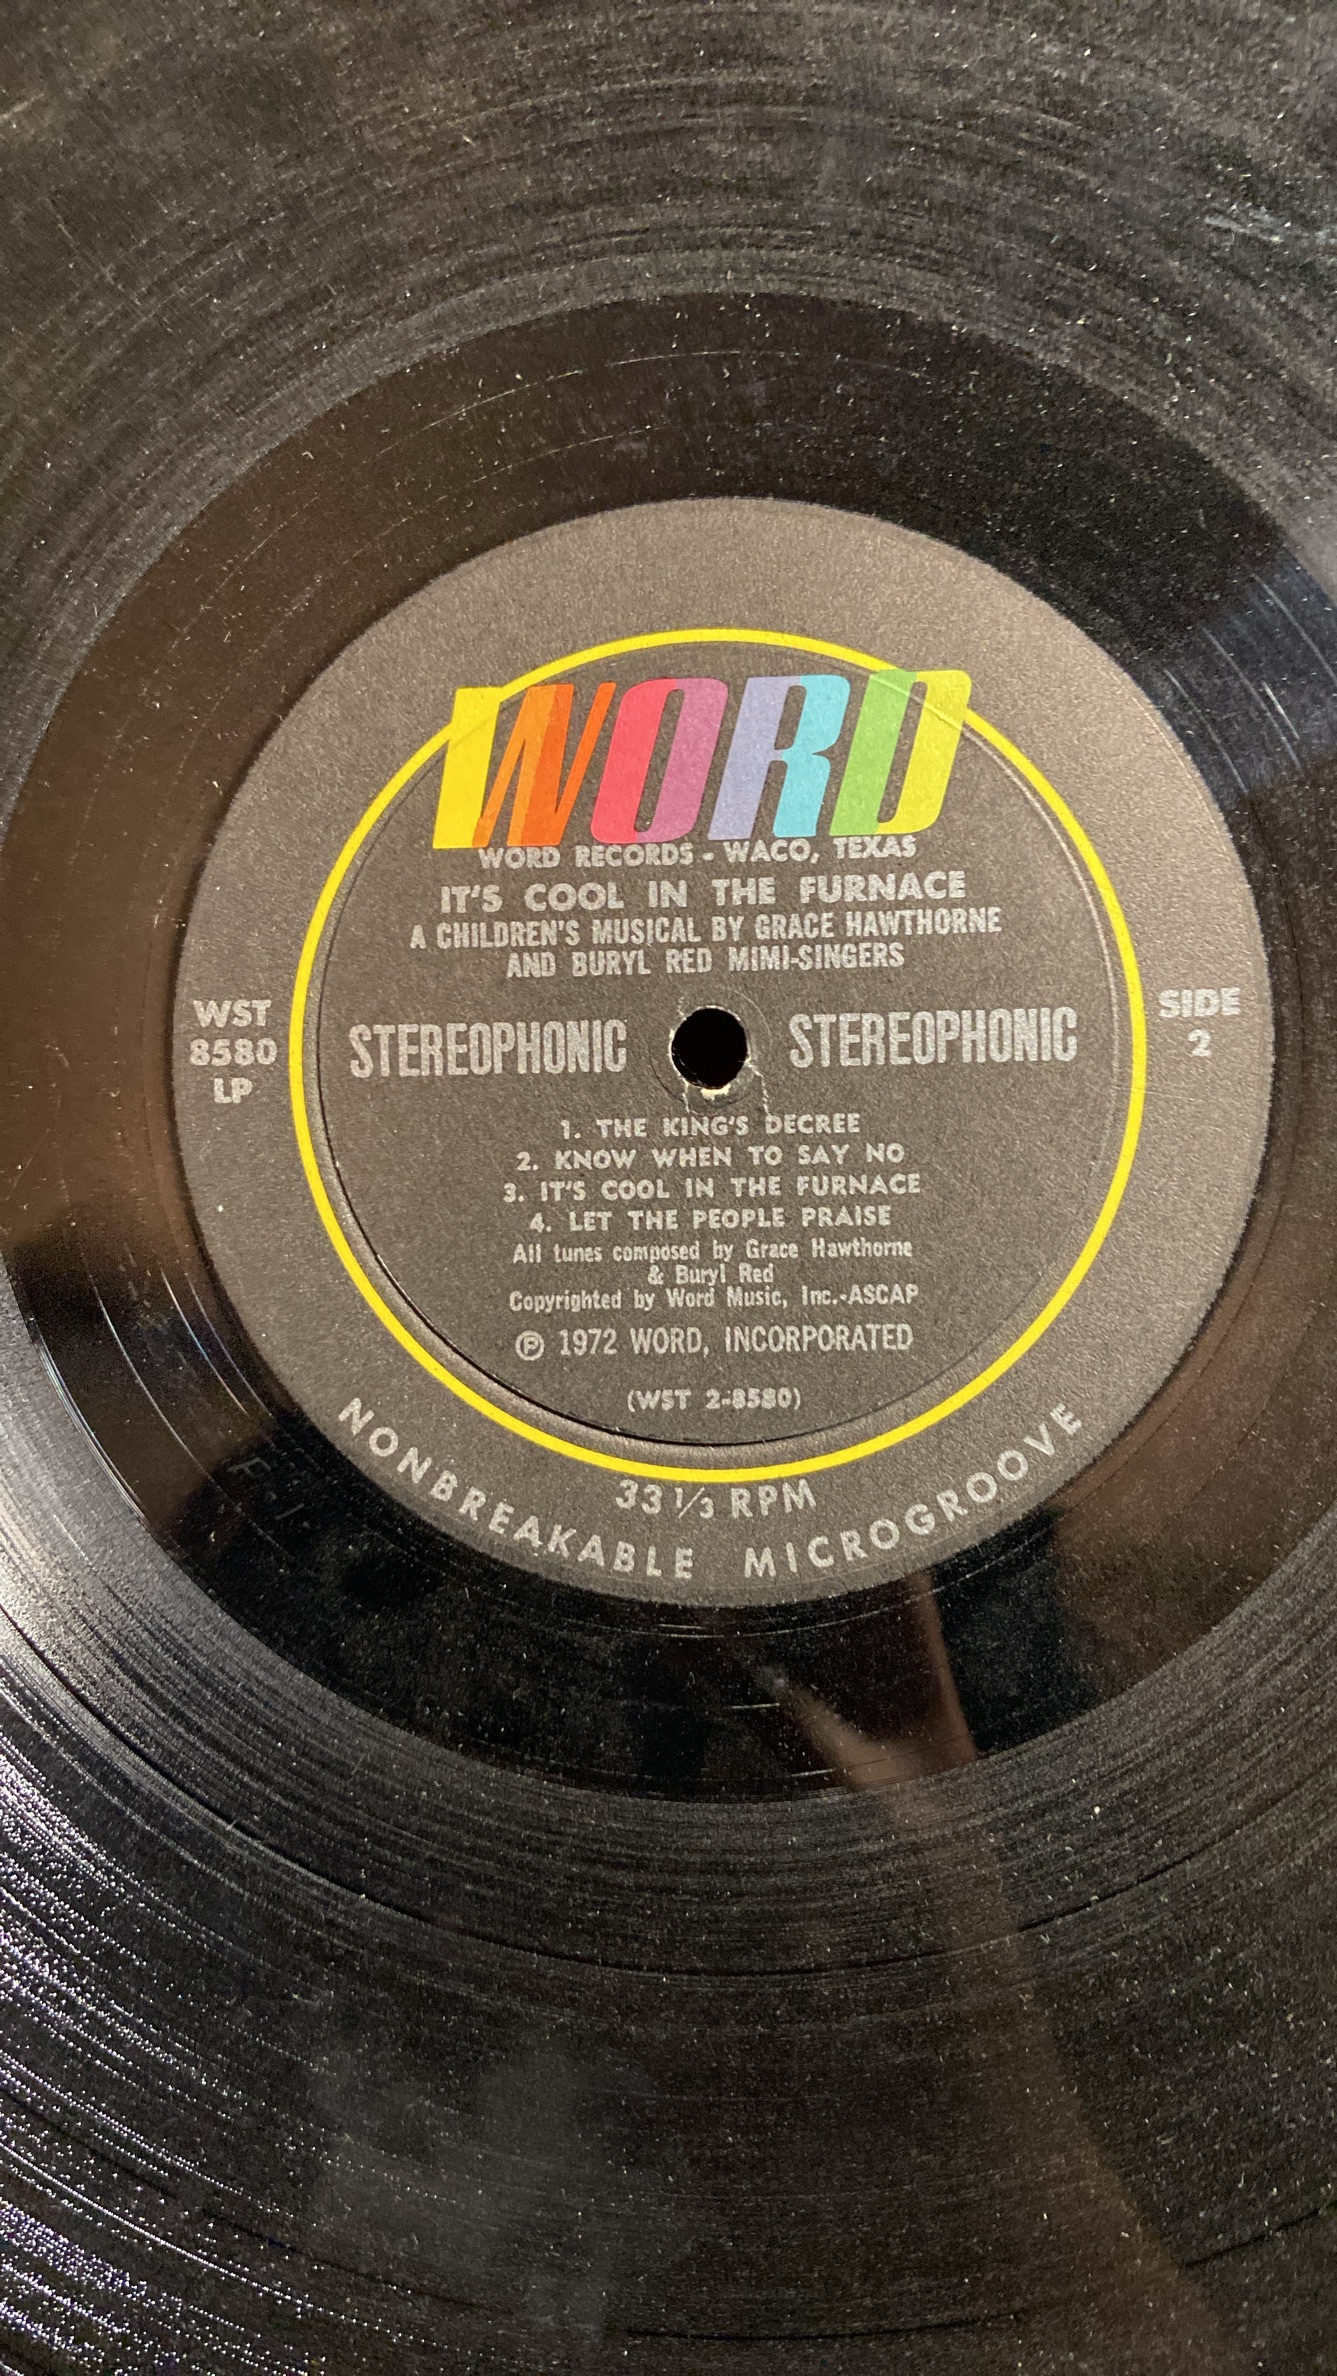 WORD
WORD RECORDS - WACO, TEXAS
IT'S COOL IN THE FURNACE
A CHILDREN'S MUSICAL BY GRACE HAWTHORNE
AND BURYL RED MIMI-SINGERS
WST
8580
LP
STEREOPHONIC STEREOPHONIC
SIDE
2
1. THE KING'S DECREE
2. KNOW WHEN TO SAY NO
3. IT'S COOL IN THE FURNACE
4. LET THE PEOPLE PRAISE
All tunes composed by Grace Hawthorne
& Buryl Red
Copyrighted by Word Music, Inc.-ASCAP
℗ 1972 WORD, INCORPORATED
(WST 2-8580)
33 1/3 RPM
NONBREAKABLE MICROGROOVE